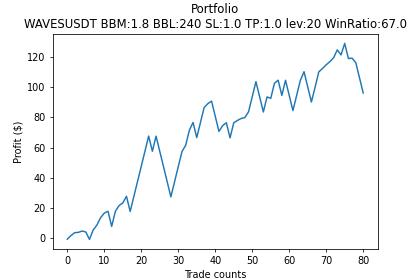 Portfolio
WAVESUSDT BBM:1.8 BBL:240 SL:1.0 TP:1.0 lev:20 WinRatio:67.0
120
100
80
60
40
20
0
Profit ($)
0 10 20 30 40 50 60 70 80
Trade counts